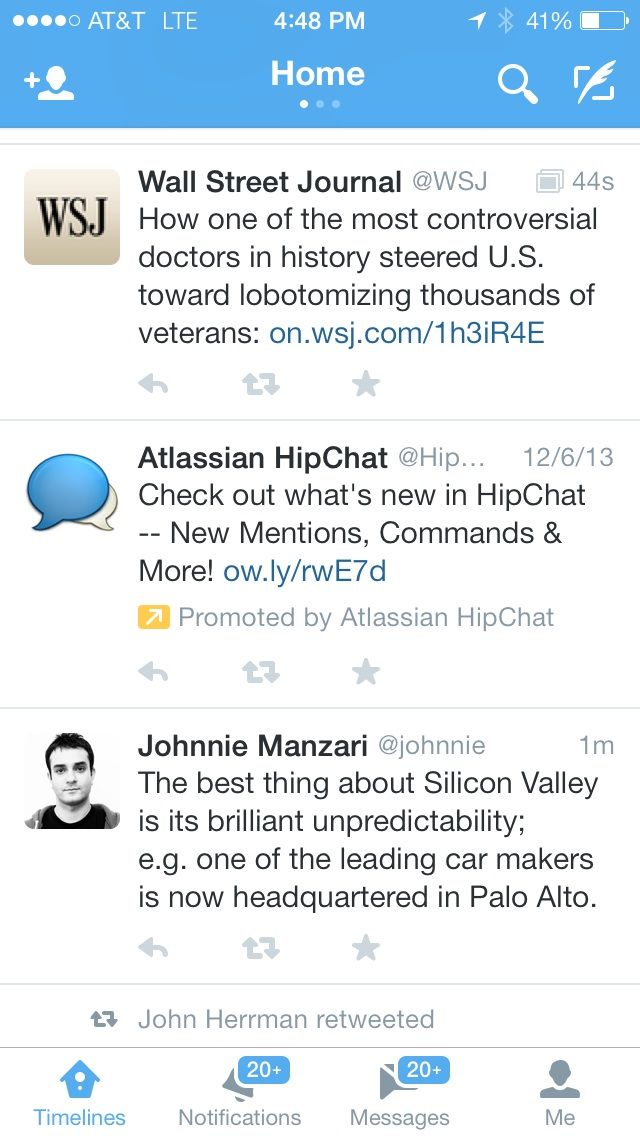 AT&T LTE 4:48 PM 41%
Home
Wall Street Journal @WSJ 44s
WSJ
How one of the most controversial
doctors in history steered U.S.
toward lobotomizing thousands of
veterans: on.wsj.com/1h3iR4E
Atlassian HipChat @Hip... 12/6/13
Check out what's new in HipChat
-- New Mentions, Commands &
More! ow.ly/rwE7d
Promoted by Atlassian HipChat
Johnnie Manzari @johnnie 1m
The best thing about Silicon Valley
is its brilliant unpredictability;
e.g. one of the leading car makers
is now headquartered in Palo Alto.
John Herrman retweeted
20+ 20+
Timelines Notifications Messages Me